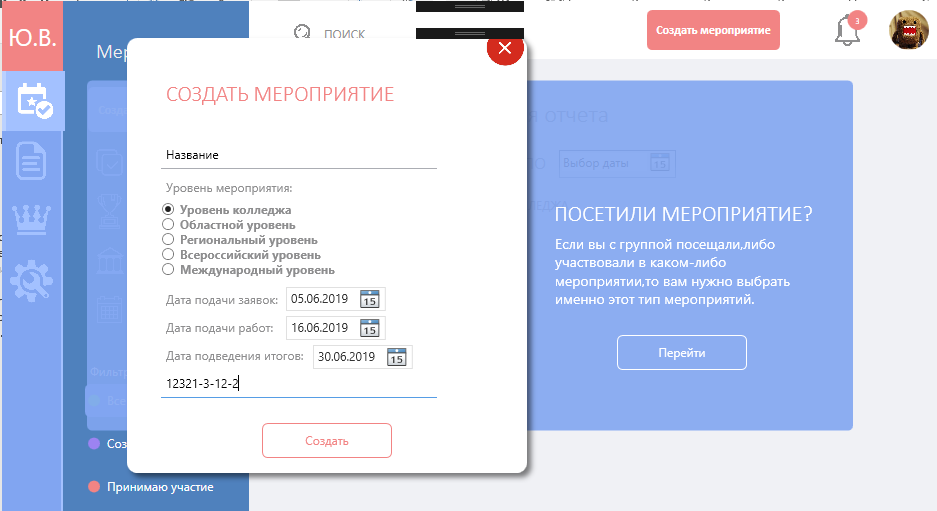 Ю.В.
ПОИСК
Создать мероприятие
3
СОЗДАТЬ МЕРОПРИЯТИЕ
Название
Уровень мероприятия:
Уровень колледжа
Областной уровень
Региональный уровень
Всероссийский уровень
Международный уровень
Дата подачи заявок: 05.06.2019 15
Дата подачи работ: 16.06.2019 15
Дата подведения итогов: 30.06.2019 15
12321-3-12-2
Создать
отчета
Выбор даты 15
ПОСЕТИЛИ МЕРОПРИЯТИЕ?
Если вы с группой посещали,либо
участвовали в каком-либо
мероприятии,то вам нужно выбрать
именно этот тип мероприятий.
Перейти
Принимаю участие